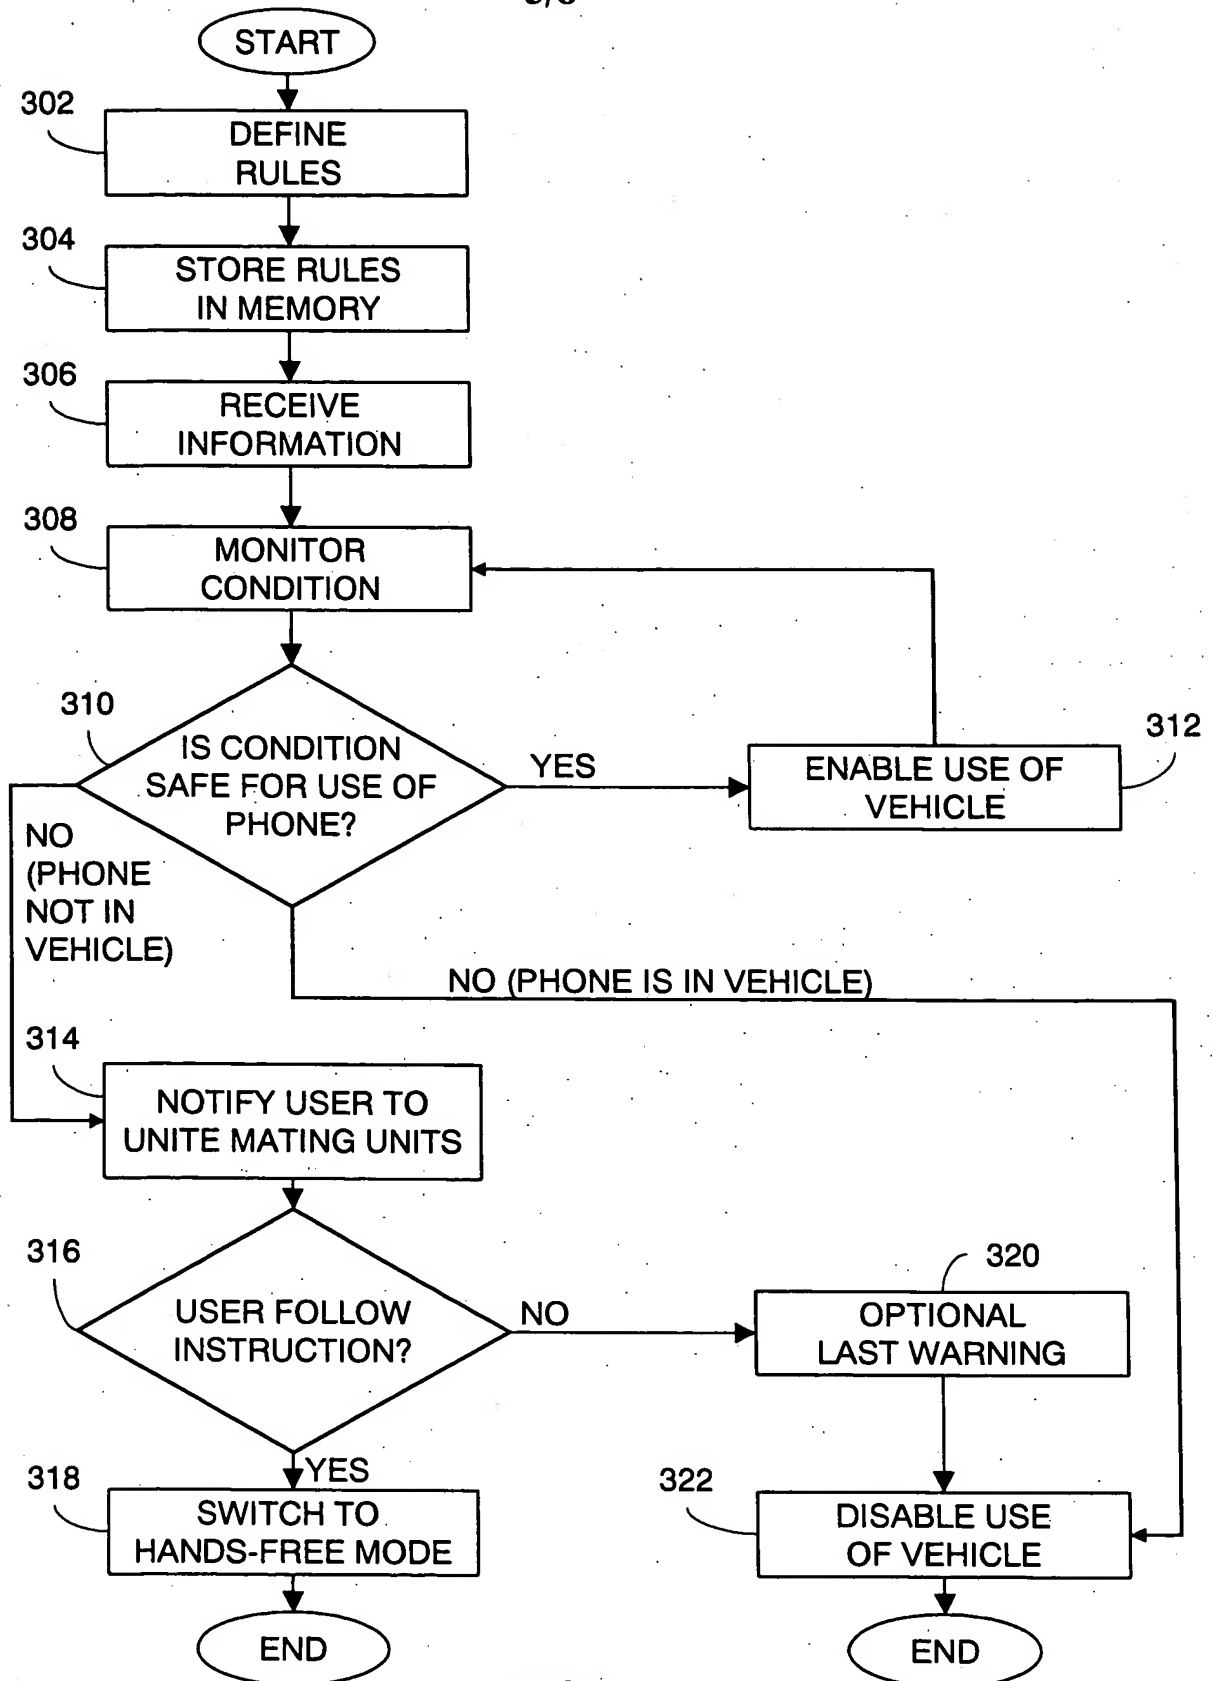 START
302
DEFINE
RULES
304
STORE RULES
IN MEMORY
306
RECEIVE
INFORMATION
308
MONITOR
CONDITION
310
IS CONDITION
SAFE FOR USE OF
PHONE?
YES
312
ENABLE USE OF
VEHICLE
NO
(PHONE
NOT IN
VEHICLE)
NO (PHONE IS IN VEHICLE)
314
NOTIFY USER TO
UNITE MATING UNITS
316
USER FOLLOW
INSTRUCTION?
NO
320
OPTIONAL
LAST WARNING
YES
318
SWITCH TO
HANDS-FREE MODE
322
DISABLE USE
OF VEHICLE
END
END